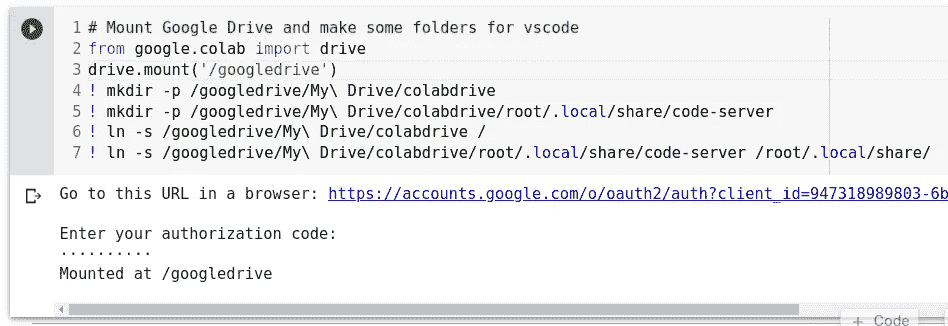 1 # Mount Google Drive and make some folders for vscode
2 from google.colab import drive
3 drive.mount('/googledrive')
4 ! mkdir -p /googledrive/My\ Drive/colabdrive
5 ! mkdir -p /googledrive/My\ Drive/colabdrive/root/.local/share/code-server
6 ! ln -s /googledrive/My\ Drive/colabdrive /
7 ! ln -s /googledrive/My\ Drive/colabdrive/root/.local/share/code-server /root/.local/share/
Go to this URL in a browser: https://accounts.google.com/o/oauth2/auth?client_id=947318989803-6b
Enter your authorization code:
··········
Mounted at /googledrive
+ Code